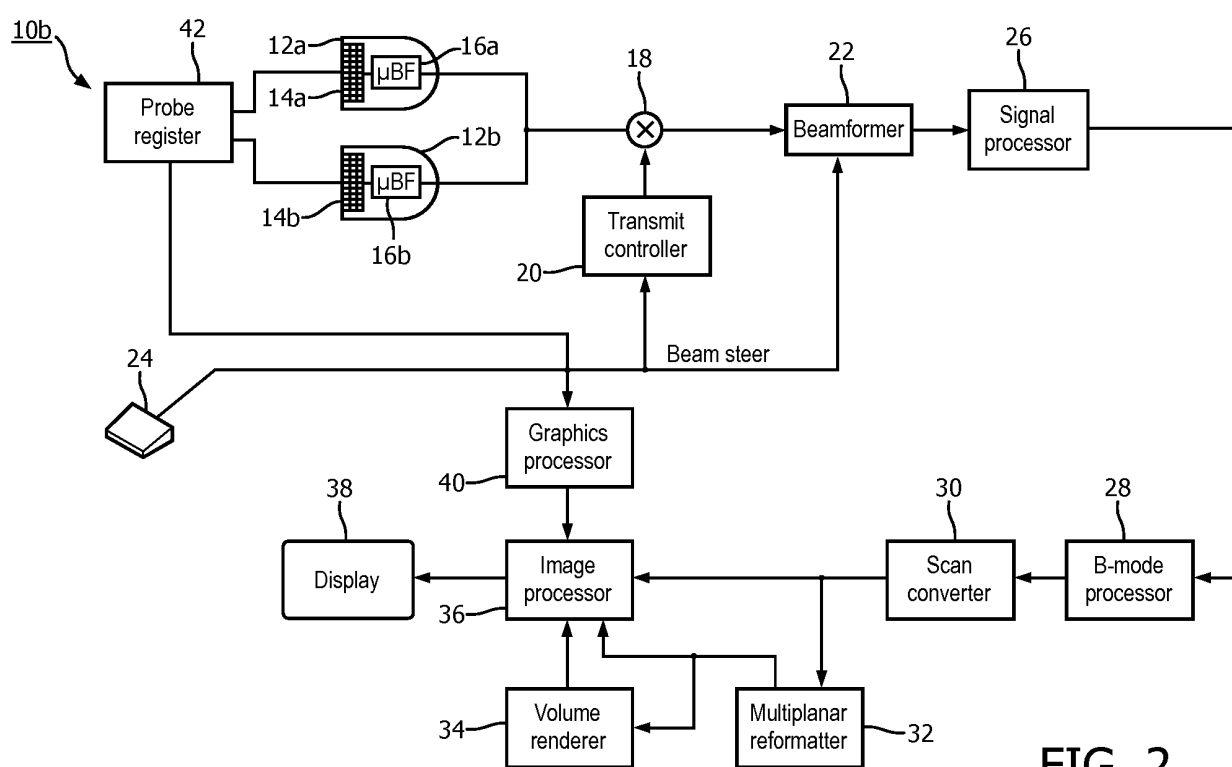 10b
42
12a
16a
μBF
14a
Probe
register
12b
μBF
14b
16b
18
22
26
Beamformer
Signal
processor
Transmit
controller
20
Beam steer
24
Graphics
processor
40
38
30
28
Display
Image
processor
36
Scan
converter
B-mode
processor
34
Volume
renderer
Multiplanar
reformatter
32
FIG. 2